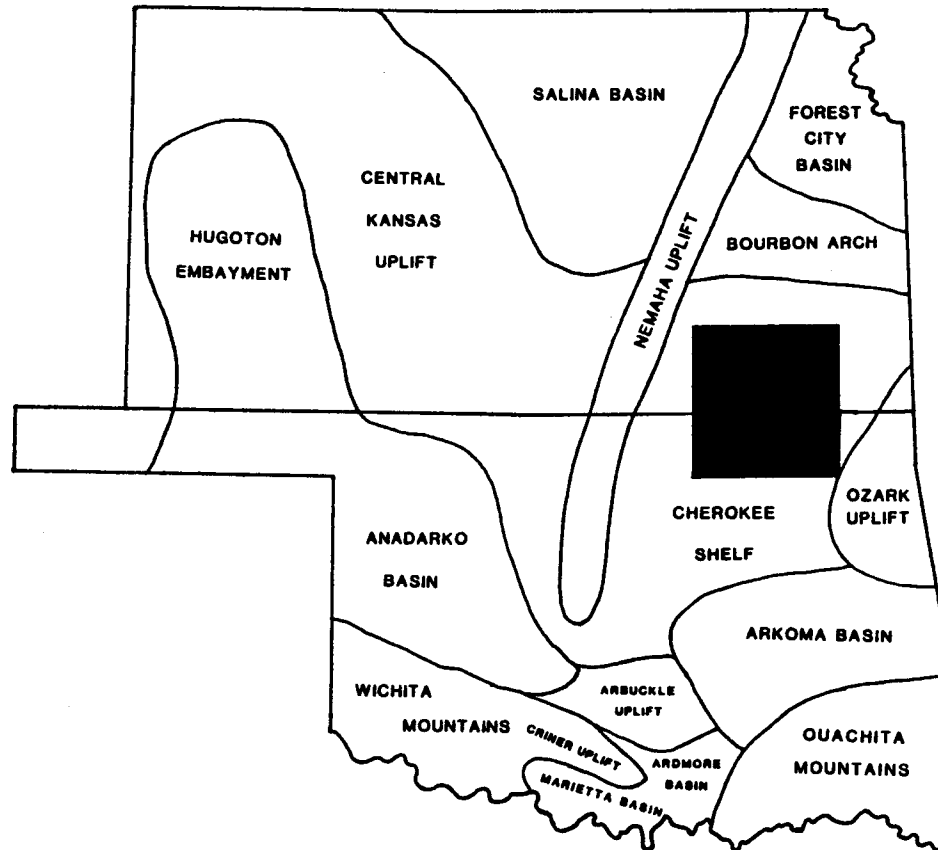 SALINA BASIN
FOREST
CITY
BASIN
CENTRAL
KANSAS
UPLIFT
HUGOTON
EMBAYMENT
BOURBON ARCH
NEMAHA UPLIFT
CHEROKEE
SHELF
OZARK
UPLIFT
ANADARKO
BASIN
ARKOMA BASIN
WICHITA
MOUNTAINS
ARBUCKLE
UPLIFT
CRINER UPLIFT
ARDMORE
BASIN
MARIETTA BASIN
OUACHITA
MOUNTAINS